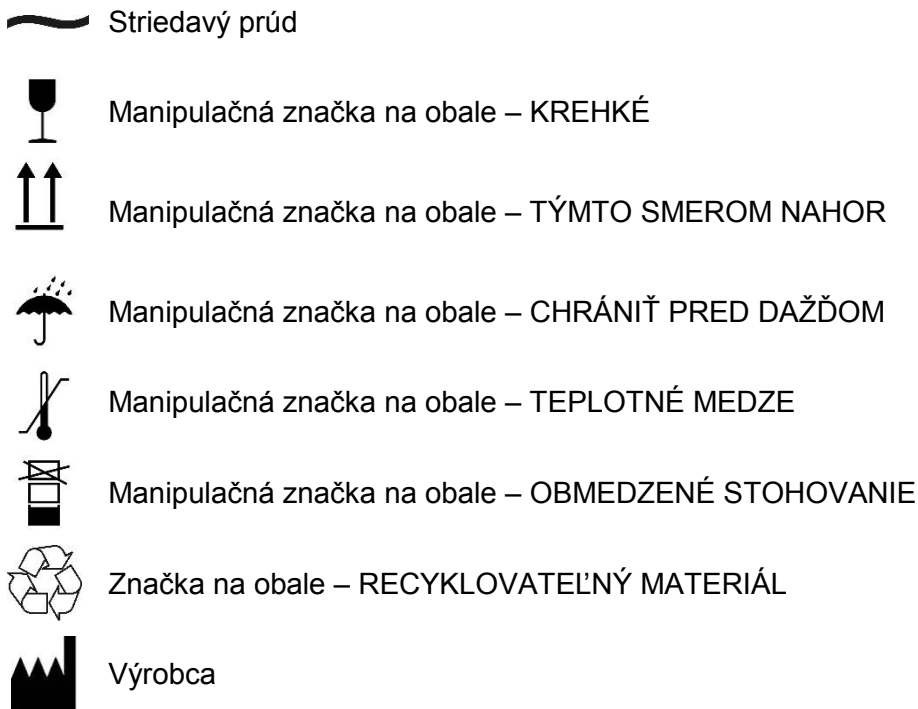 Striedavý prúd
Manipulačná značka na obale – KREHKÉ
Manipulačná značka na obale – TÝMTO SMEROM NAHOR
Manipulačná značka na obale – CHRÁNIŤ PRED DAŽĎOM
Manipulačná značka na obale – TEPLOTNÉ MEDZE
Manipulačná značka na obale – OBMEDZENÉ STOHOVANIE
Značka na obale – RECYKLOVATEĽNÝ MATERIÁL
Výrobca